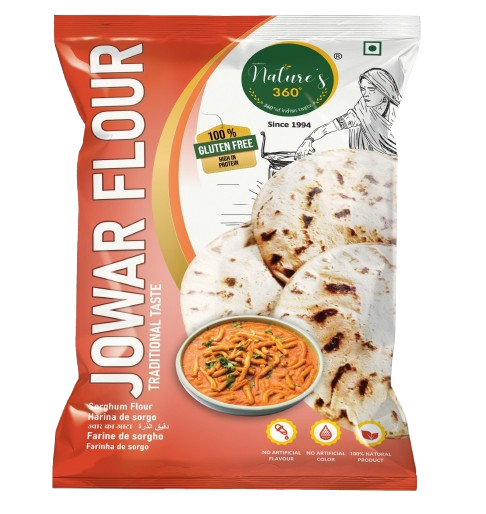 JOWAR FLOUR
TRADITIONAL TASTE
Nature's
360°
®
Since 1994
100 %
GLUTEN FREE
HIGH IN
PROTEIN
Sorghum Flour
Harina de sorgo
دقيق الذرة
Farine de sorgho
Farinha de sorgo
NO ARTIFICIAL
FLAVOUR
NO ARTIFICIAL
COLOR
100% NATURAL
PRODUCT